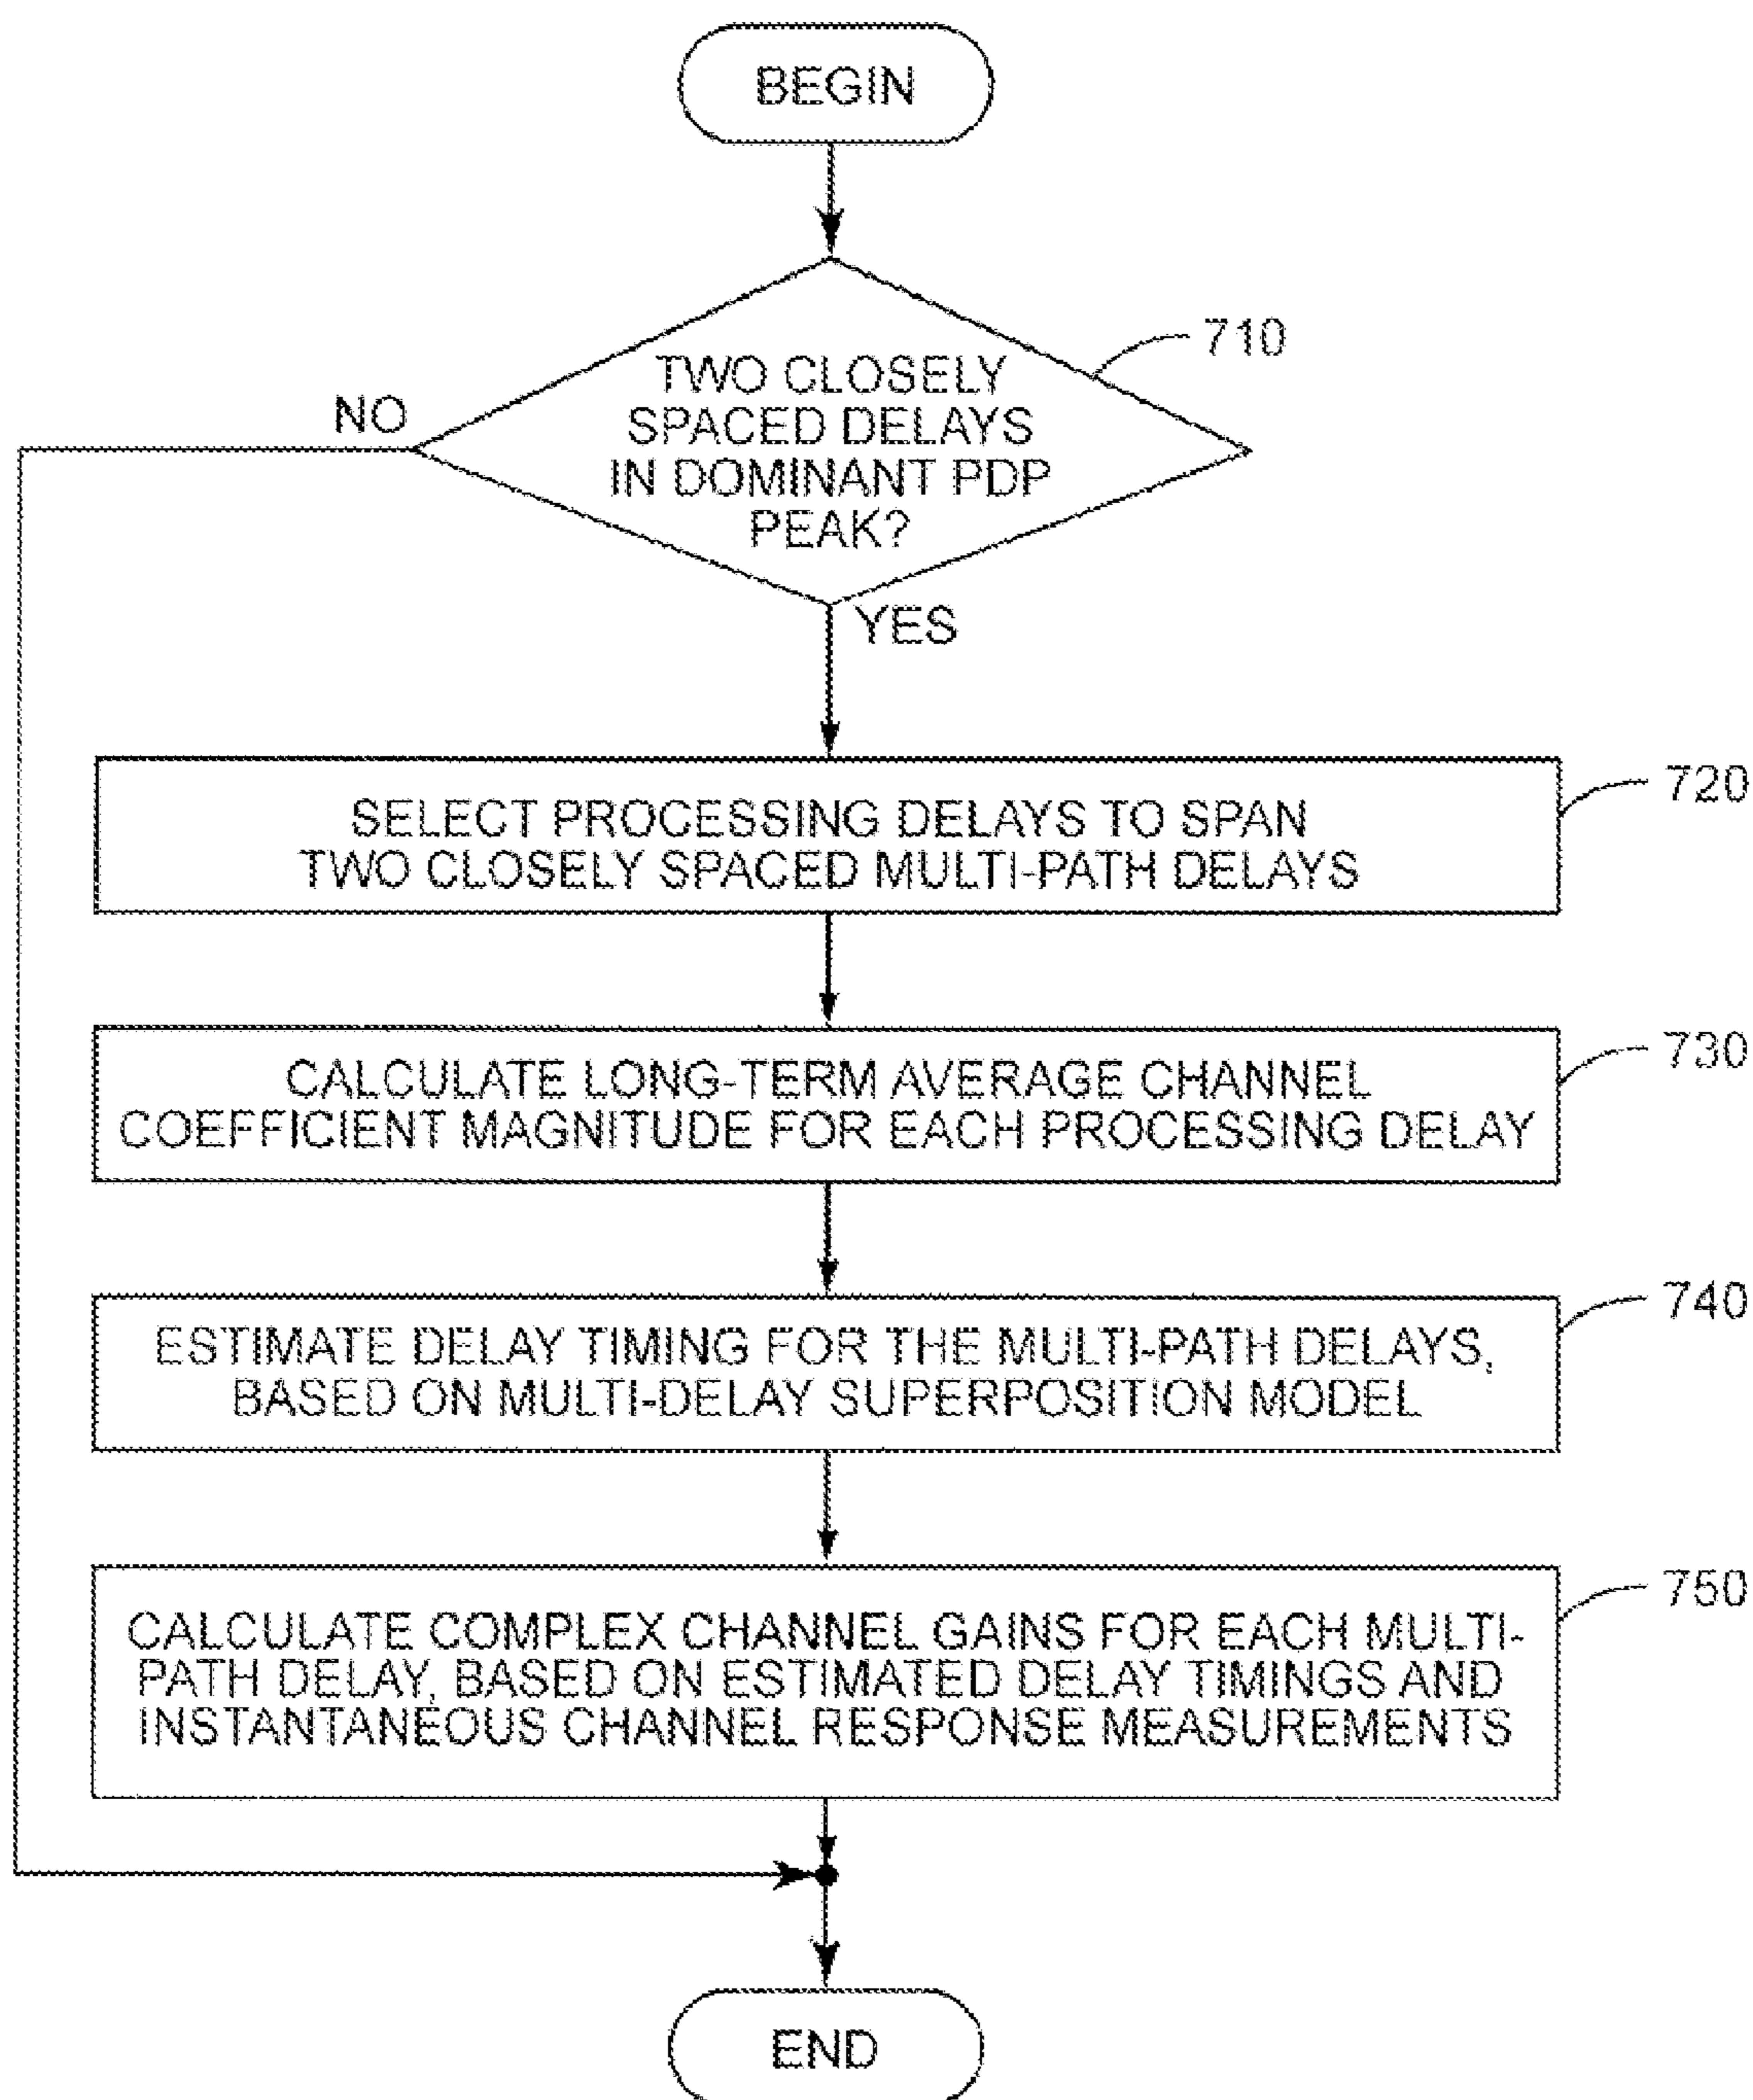 BEGIN
710
TWO CLOSELY
SPACED DELAYS
IN DOMINANT PDP
PEAK?
NO
YES
720
SELECT PROCESSING DELAYS TO SPAN
TWO CLOSELY SPACED MULTI-PATH DELAYS
730
CALCULATE LONG-TERM AVERAGE CHANNEL
COEFFICIENT MAGNITUDE FOR EACH PROCESSING DELAY
740
ESTIMATE DELAY TIMING FOR THE MULTI-PATH DELAYS,
BASED ON MULTI-DELAY SUPERPOSITION MODEL
750
CALCULATE COMPLEX CHANNEL GAINS FOR EACH MULTI-
PATH DELAY, BASED ON ESTIMATED DELAY TIMINGS AND
INSTANTANEOUS CHANNEL RESPONSE MEASUREMENTS
END